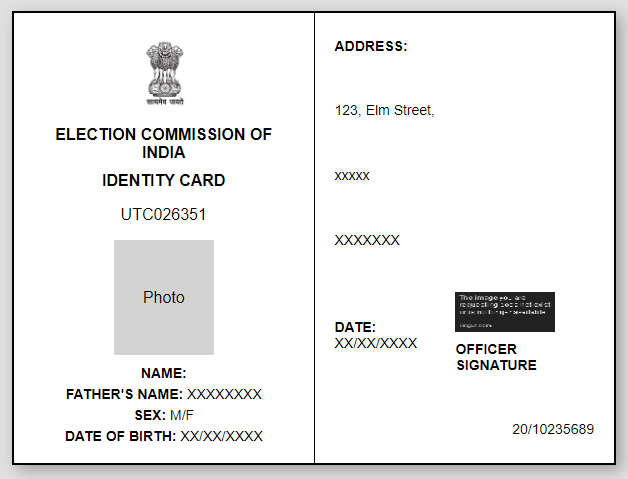 सत्यमेव जयते
ELECTION COMMISSION OF
INDIA
IDENTITY CARD
UTC026351
Photo
NAME:
FATHER'S NAME: XXXXXXXX
SEX: M/F
DATE OF BIRTH: XX/XX/XXXX
ADDRESS:
123, Elm Street,
xxxxx
XXXXXXX
DATE:
XX/XX/XXXX
The image you are
requesting does not exist
or is no longer available.
imgur.com
OFFICER
SIGNATURE
20/10235689